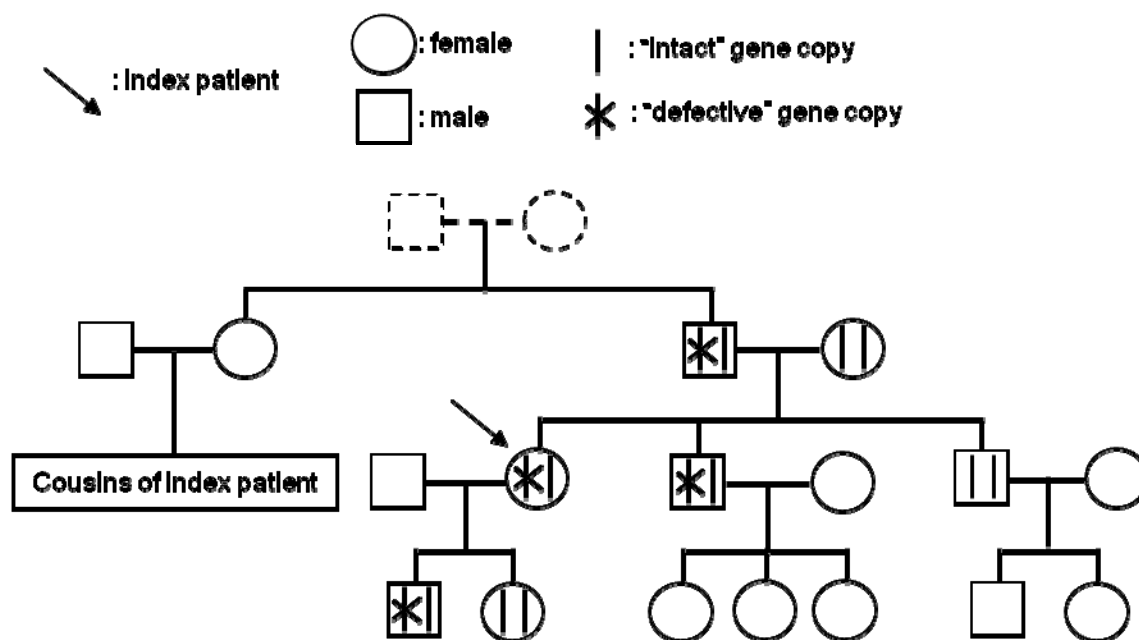 : Index patient
: female
: male
: "intact" gene copy
: "defective" gene copy
Cousins of index patient